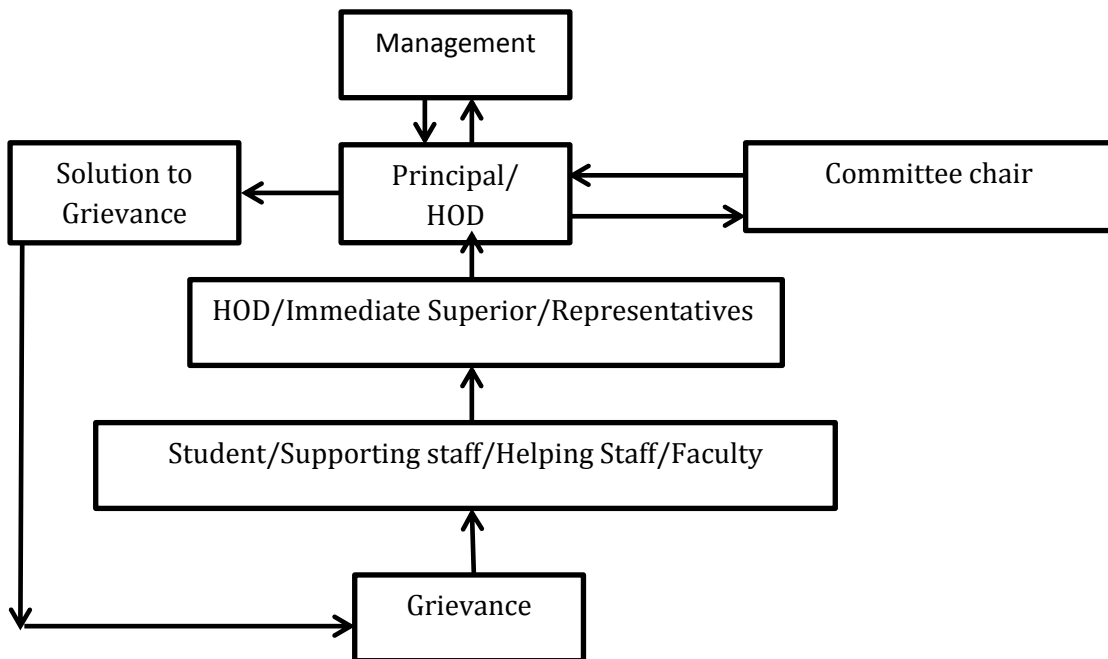 Management
Solution to
Grievance
Principal/
HOD
Committee chair
HOD/Immediate Superior/Representatives
Student/Supporting staff/Helping Staff/Faculty
Grievance